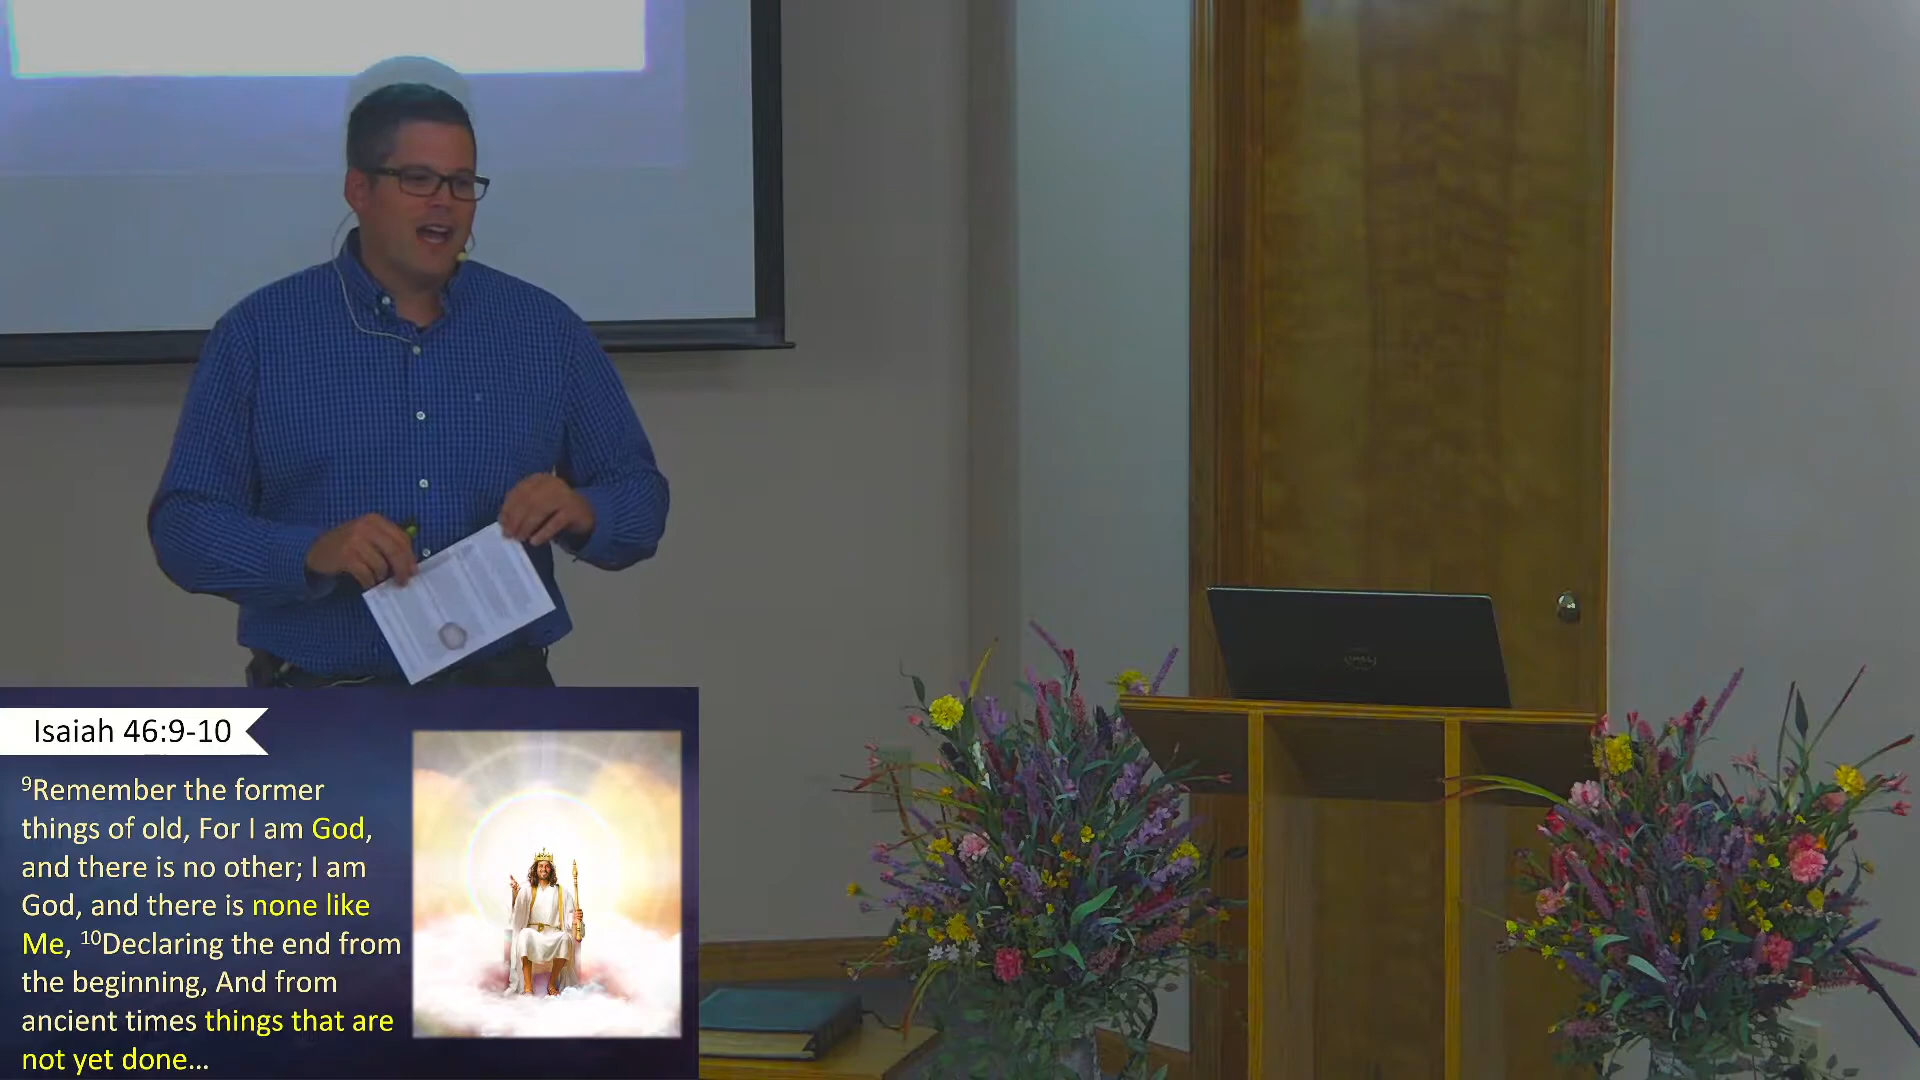 Isaiah 46:9-10
⁹Remember the former
things of old, For I am God,
and there is no other; I am
God, and there is none like
Me, ¹⁰Declaring the end from
the beginning, And from
ancient times things that are
not yet done...
DELL